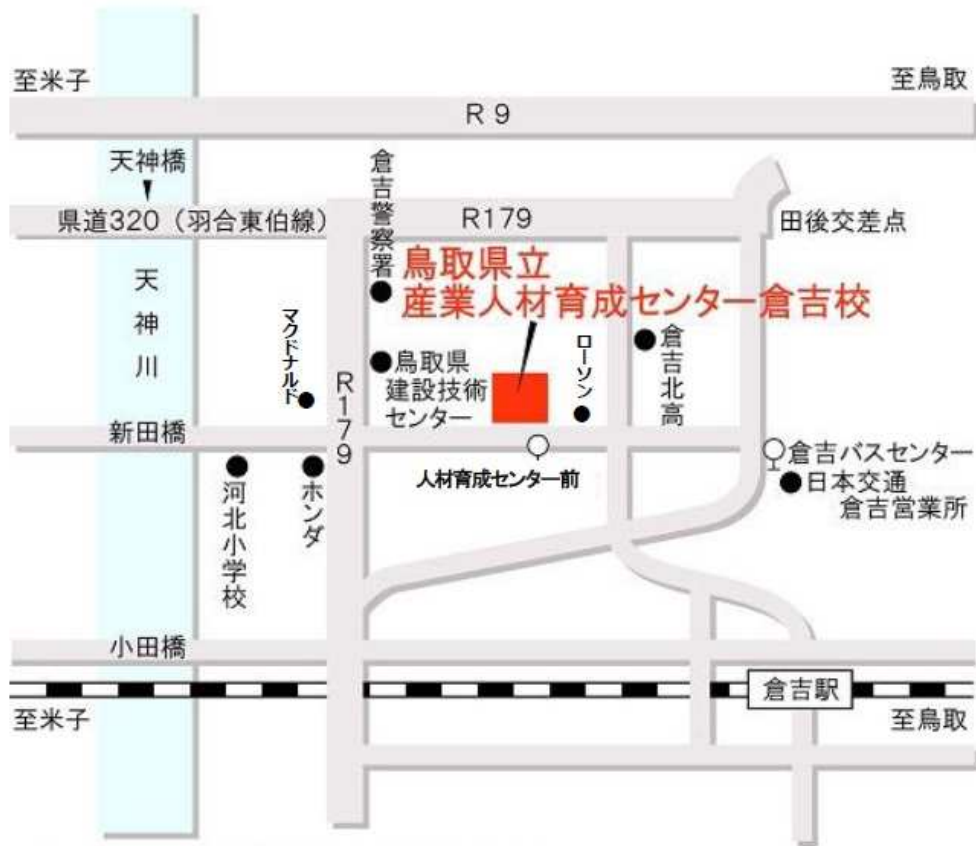 至米子
至鳥取
R 9
天神橋
県道320（羽合東伯線）
倉吉警察署
R179
田後交差点
鳥取県立
産業人材育成センター倉吉校
天神川
マクドナルド
R179
鳥取県
建設技術
センター
ローソン
倉吉北高
新田橋
人材育成センター前
倉吉バスセンター
日本交通
倉吉営業所
河北小学校
ホンダ
小田橋
倉吉駅
至米子
至鳥取